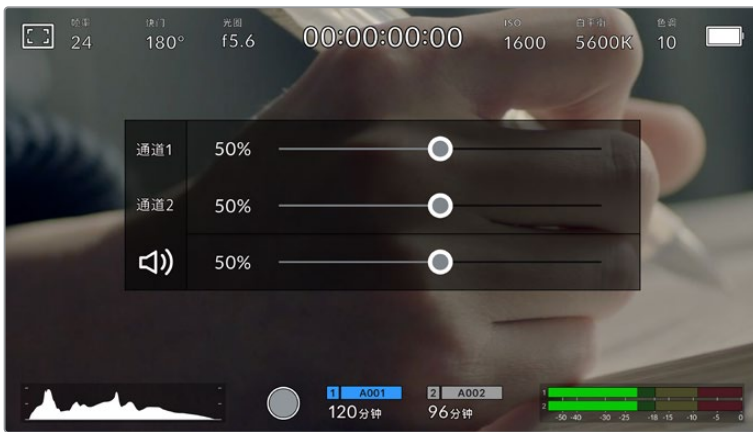 帧率 快门 光圈 ISO 白平衡 色调
24 180° f5.6 00:00:00:00 1600 5600K 10
通道1 50%
通道2 50%
50%
1 A001 2 A002
120分钟 96分钟
1
2
-50 -40 -30 -25 -18 -15 -10 -5 0